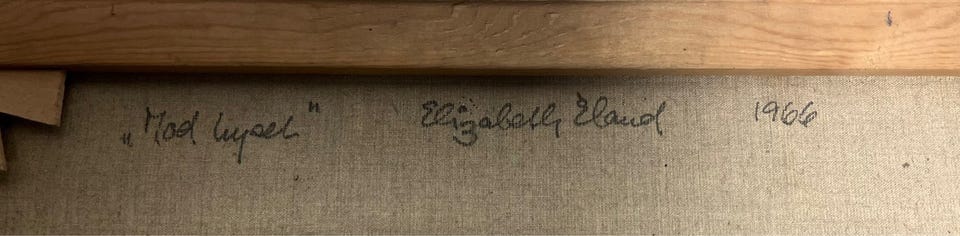 „Mod lyset" Elizabeth Eland 1966